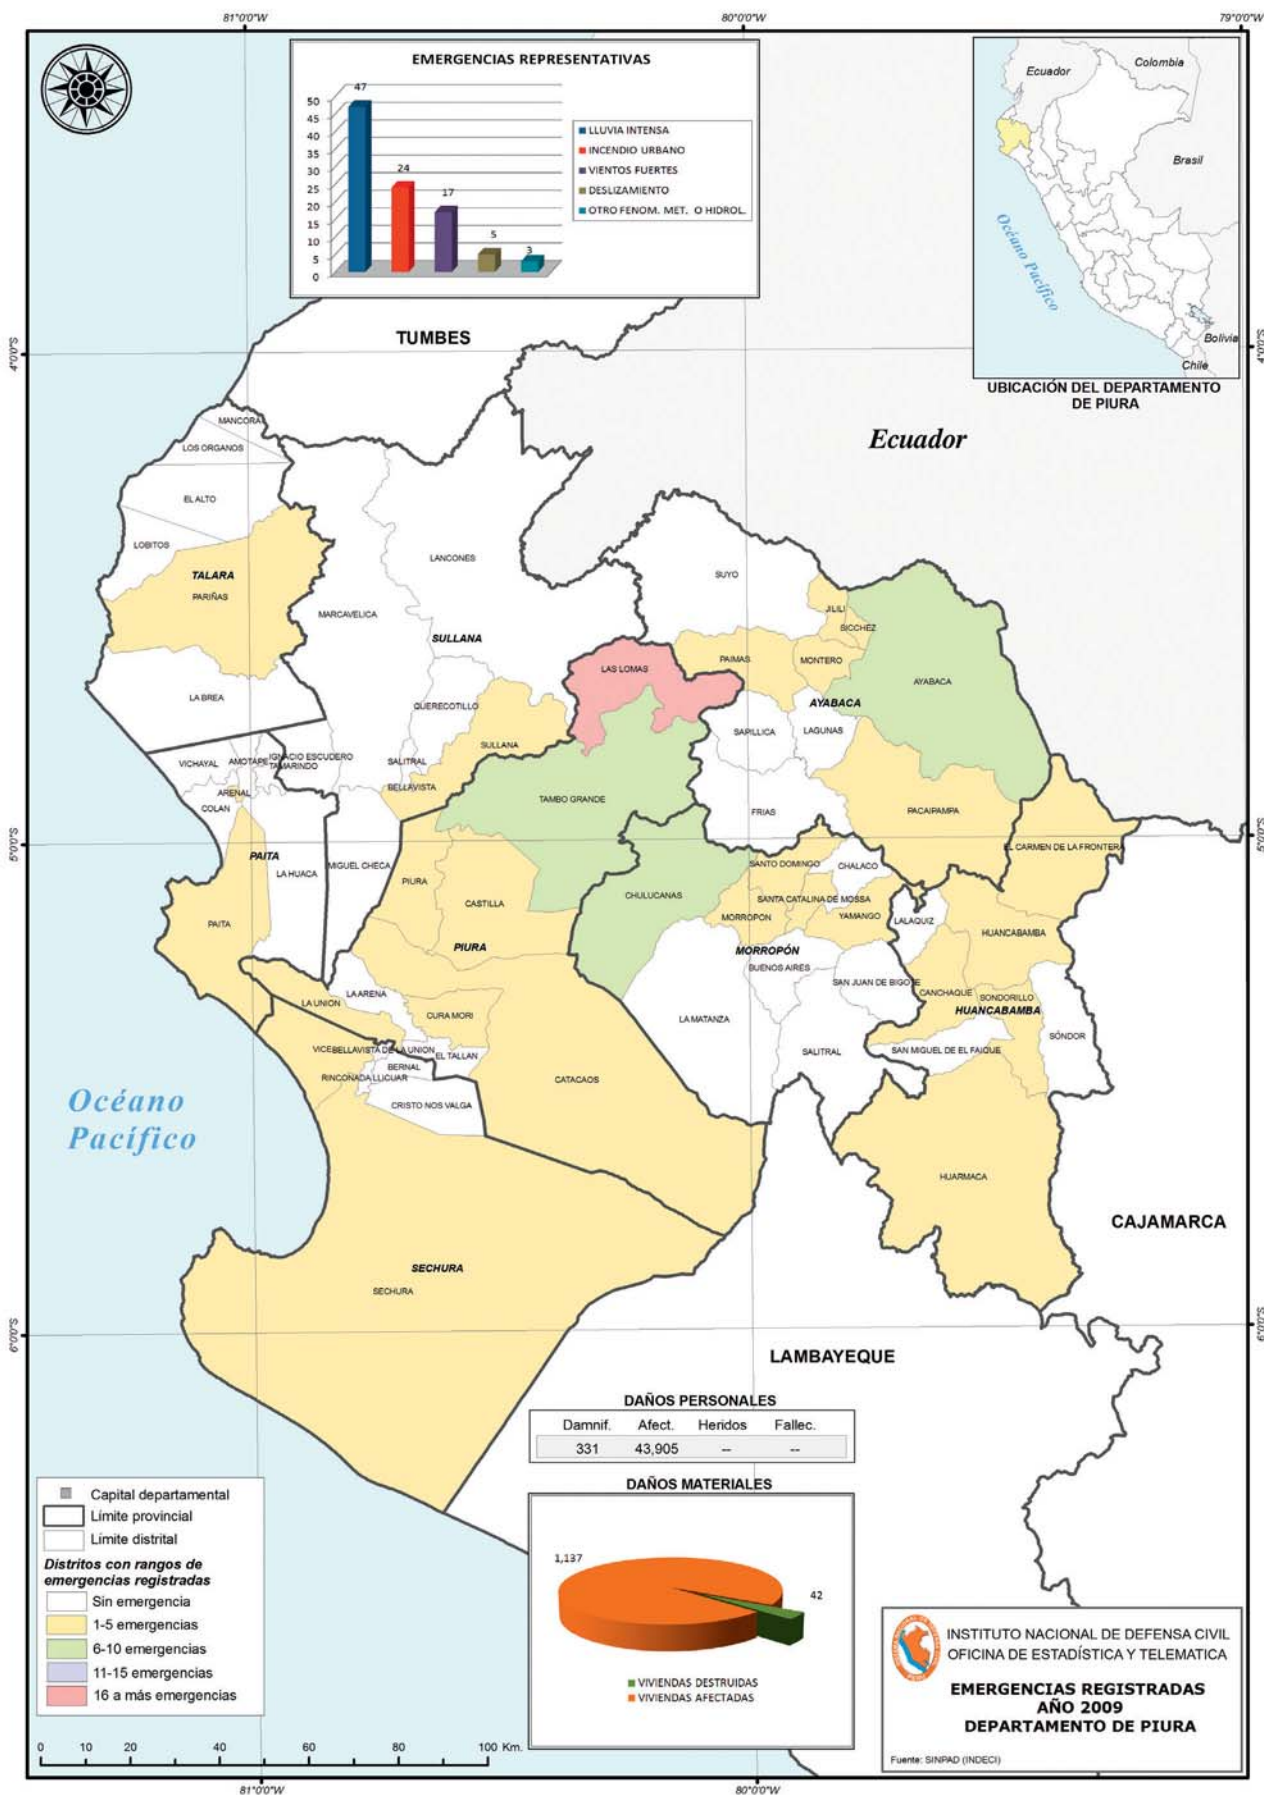 81°0'0"W
80°0'0"W
79°0'0"W
EMERGENCIAS REPRESENTATIVAS
50
45
40
35
30
25
20
15
10
5
0
47
24
17
5
3
LLUVIA INTENSA
INCENDIO URBANO
VIENTOS FUERTES
DESLIZAMIENTO
OTRO FENOM. MET. O HIDROL.
Ecuador
Colombia
Brasil
Océano Pacífico
Bolivia
Chile
UBICACIÓN DEL DEPARTAMENTO
DE PIURA
4°0'0"S
4°0'0"S
TUMBES
Ecuador
MANCORA
LOS ORGANOS
EL ALTO
LOBITOS
TALARA
PARIÑAS
LA BREA
LANCONES
MARCAVELICA
SULLANA
QUERECOTILLO
SULLANA
SALITRAL
BELLAVISTA
IGNACIO ESCUDERO
TAMARINDO
AMOTAPE
VICHAYAL
ARENAL
COLAN
PAITA
LA HUACA
PAITA
MIGUEL CHECA
SUYO
JILILI
SICCHEZ
PAIMAS
MONTERO
AYABACA
AYABACA
LAS LOMAS
SAPILLICA
LAGUNAS
FRIAS
PACAIPAMPA
TAMBO GRANDE
5°0'0"S
5°0'0"S
PIURA
CASTILLA
PIURA
CHULUCANAS
SANTO DOMINGO
CHALACO
SANTA CATALINA DE MOSSA
MORROPON
YAMANGO
MORROPÓN
BUENOS AIRES
SAN JUAN DE BIGOTE
LA MATANZA
SALITRAL
EL CARMEN DE LA FRONTERA
LALAQUIZ
HUANCABAMBA
CANCHAQUE
SONDORILLO
HUANCABAMBA
SÓNDOR
SAN MIGUEL DE EL FAIQUE
HUARMACA
LA UNION
LA ARENA
CURA MORI
VICE
BELLAVISTA DE LA UNION
EL TALLAN
BERNAL
RINCONADA LLICUAR
CRISTO NOS VALGA
CATACAOS
SECHURA
SECHURA
Océano
Pacífico
CAJAMARCA
LAMBAYEQUE
6°0'0"S
6°0'0"S
DAÑOS PERSONALES
Damnif. Afect. Heridos Fallec.
331 43,905 -- --
DAÑOS MATERIALES
1,137
42
VIVIENDAS DESTRUIDAS
VIVIENDAS AFECTADAS
Capital departamental
Límite provincial
Límite distrital
Distritos con rangos de
emergencias registradas
Sin emergencia
1-5 emergencias
6-10 emergencias
11-15 emergencias
16 a más emergencias
0 20 40 60 80 100 Km.
10
INSTITUTO NACIONAL DE DEFENSA CIVIL
OFICINA DE ESTADÍSTICA Y TELEMATICA
EMERGENCIAS REGISTRADAS
AÑO 2009
DEPARTAMENTO DE PIURA
Fuente: SINPAD (INDECI)
81°0'0"W
80°0'0"W